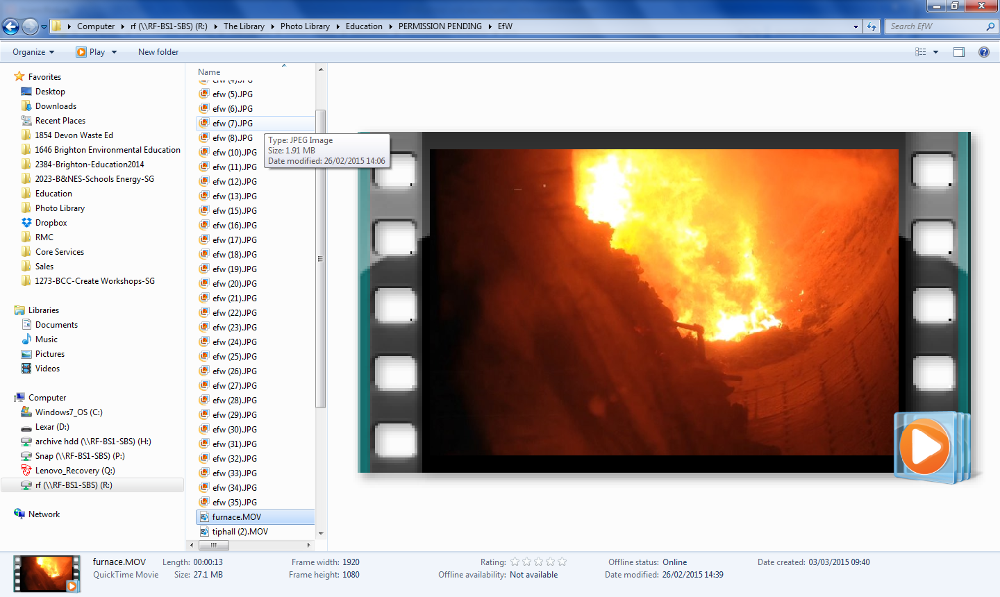 Computer ▸ rf (\\RF-BS1-SBS) (R:) ▸ The Library ▸ Photo Library ▸ Education ▸ PERMISSION PENDING ▸ EfW
Search EfW
Organize Play New folder
Favorites
Desktop
Downloads
Recent Places
1854 Devon Waste Ed
1646 Brighton Environmental Education
2384-Brighton-Education2014
2023-B&NES-Schools Energy-SG
Education
Photo Library
Dropbox
RMC
Core Services
Sales
1273-BCC-Create Workshops-SG
Libraries
Documents
Music
Pictures
Videos
Computer
Windows7_OS (C:)
Lexar (D:)
archive hdd (\\RF-BS1-SBS) (H:)
Snap (\\RF-BS1-SBS) (P:)
Lenovo_Recovery (Q:)
rf (\\RF-BS1-SBS) (R:)
Network
Name
efw (4).JPG
efw (5).JPG
efw (6).JPG
efw (7).JPG
efw (8).JPG
efw (10).JPG
efw (11).JPG
efw (12).JPG
efw (13).JPG
efw (15).JPG
efw (16).JPG
efw (17).JPG
efw (18).JPG
efw (19).JPG
efw (20).JPG
efw (21).JPG
efw (22).JPG
efw (23).JPG
efw (24).JPG
efw (25).JPG
efw (26).JPG
efw (27).JPG
efw (28).JPG
efw (29).JPG
efw (30).JPG
efw (31).JPG
efw (32).JPG
efw (33).JPG
efw (34).JPG
efw (35).JPG
furnace.MOV
tiphall (2).MOV
Type: JPEG Image
Size: 1.91 MB
Date modified: 26/02/2015 14:06
furnace.MOV Length: 00:00:13 Frame width: 1920 Rating: Offline status: Online Date created: 03/03/2015 09:40
QuickTime Movie Size: 27.1 MB Frame height: 1080 Offline availability: Not available Date modified: 26/02/2015 14:39